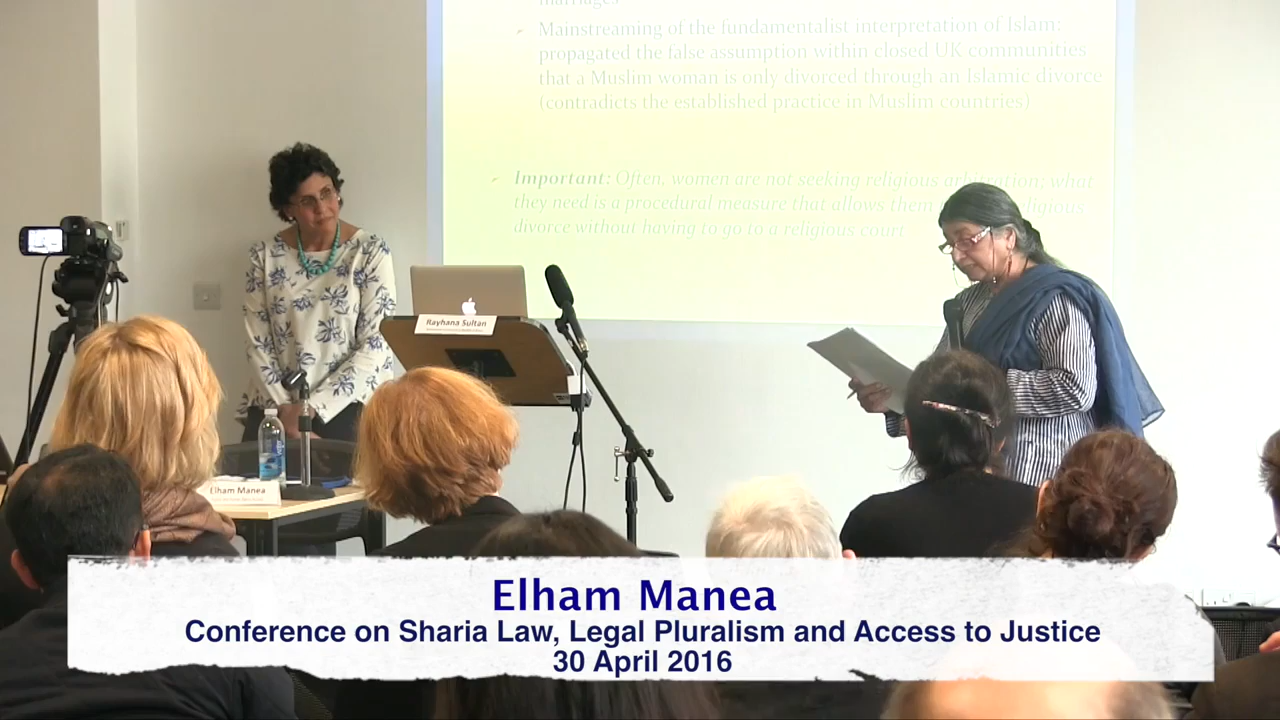 marriages
Mainstreaming of the fundamentalist interpretation of Islam:
propagated the false assumption within closed UK communities
that a Muslim woman is only divorced through an Islamic divorce
(contradicts the established practice in Muslim countries)
Important: Often, women are not seeking religious arbitration; what
they need is a procedural measure that allows them religious
divorce without having to go to a religious court
Rayhana Sultan
Elham Manea
Elham Manea
Conference on Sharia Law, Legal Pluralism and Access to Justice
30 April 2016